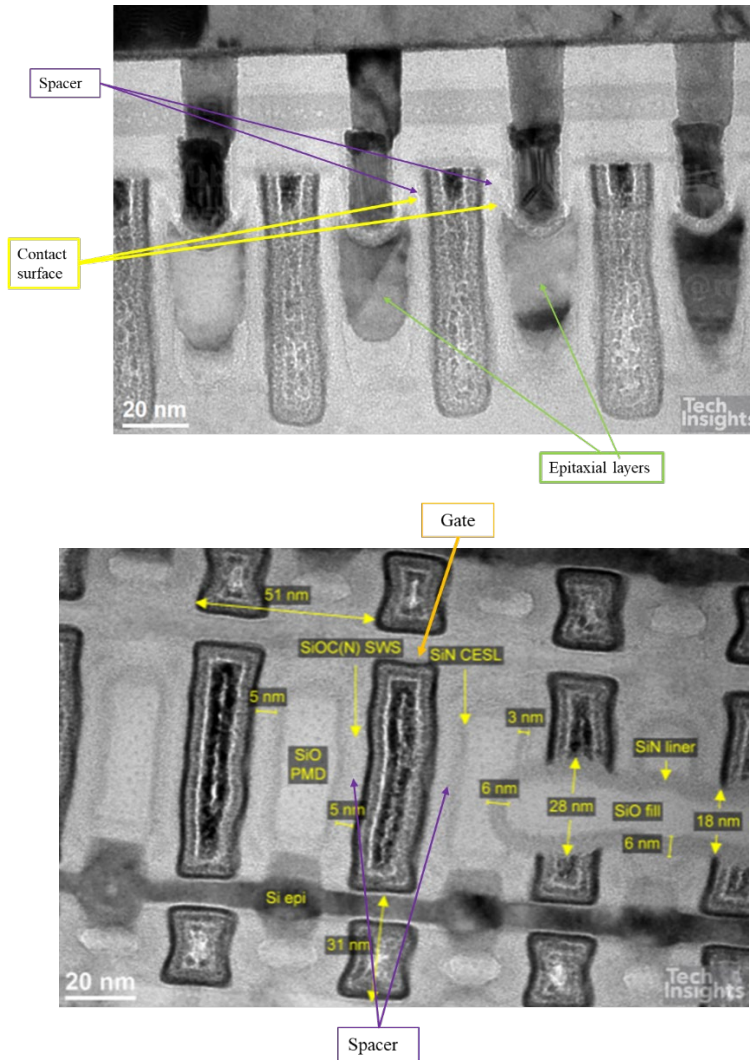 Spacer
Contact
surface
20 nm
Tech
Insights
Epitaxial layers
Gate
51 nm
SiOC(N) SWS
SiN CESL
5 nm
3 nm
SiO
PMD
SiN liner
6 nm
28 nm
SiO fill
18 nm
5 nm
6 nm
Si epi
31 nm
20 nm
Tech
Insights
Spacer